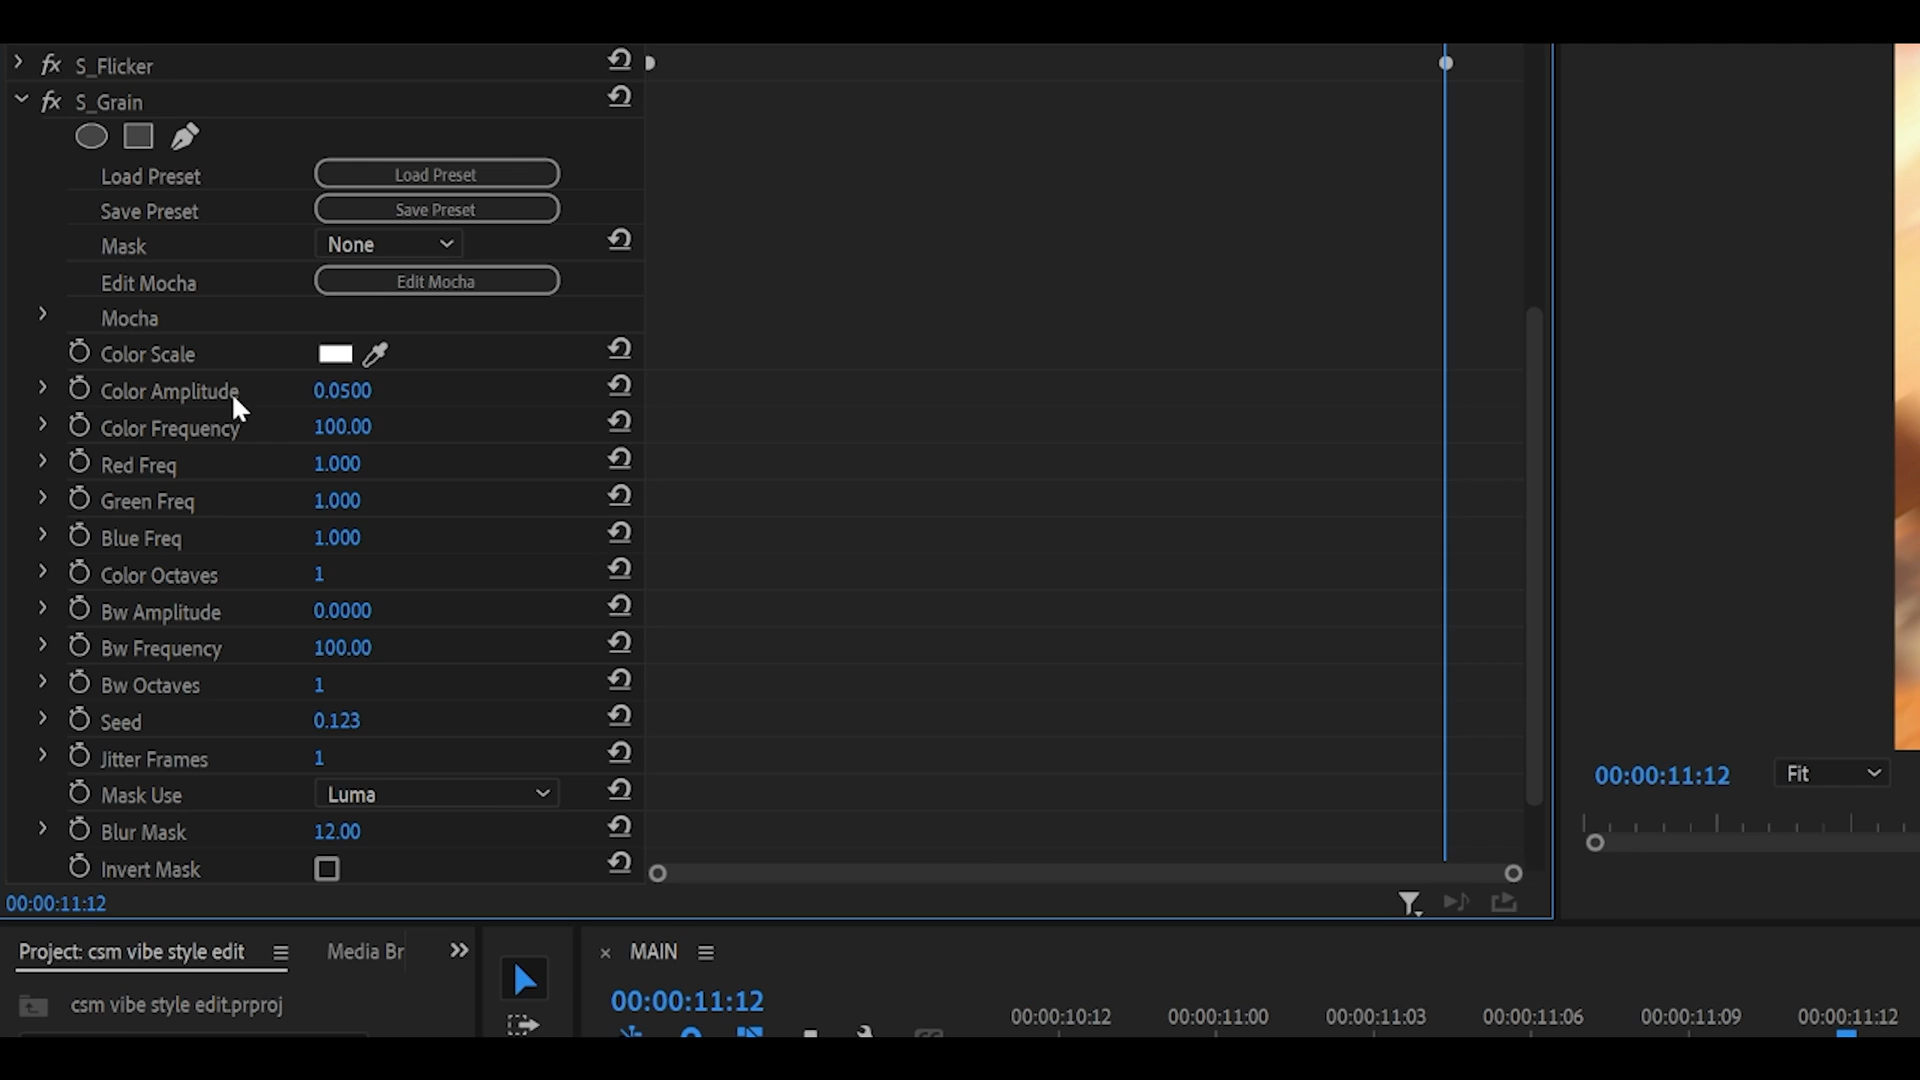 fx S_Flicker
fx S_Grain
Load Preset Load Preset
Save Preset Save Preset
Mask None
Edit Mocha Edit Mocha
Mocha
Color Scale
Color Amplitude 0.0500
Color Frequency 100.00
Red Freq 1.000
Green Freq 1.000
Blue Freq 1.000
Color Octaves 1
Bw Amplitude 0.0000
Bw Frequency 100.00
Bw Octaves 1
Seed 0.123
Jitter Frames 1
Mask Use Luma
Blur Mask 12.00
Invert Mask
00:00:11:12
00:00:11:12 Fit
Project: csm vibe style edit Media Br
csm vibe style edit.prproj
MAIN
00:00:11:12
00:00:10:12 00:00:11:00 00:00:11:03 00:00:11:06 00:00:11:09 00:00:11:12